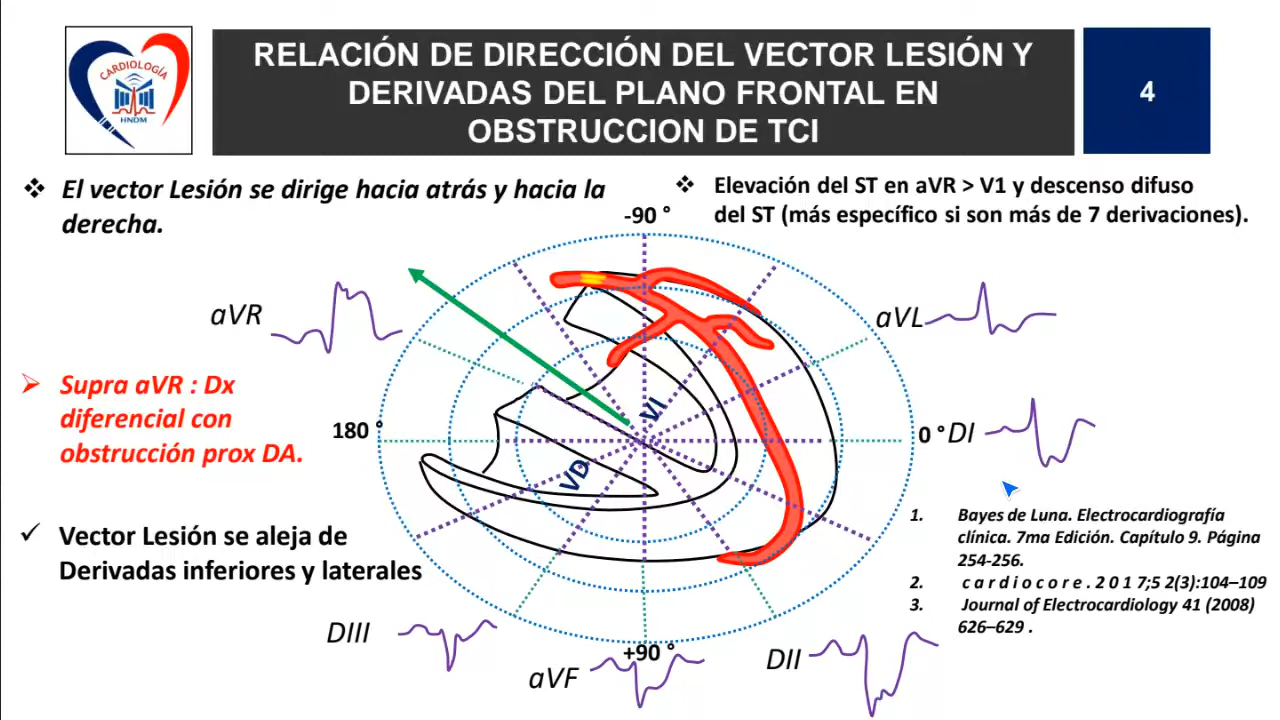 CARDIOLOGÍA
HNDM
RELACIÓN DE DIRECCIÓN DEL VECTOR LESIÓN Y
DERIVADAS DEL PLANO FRONTAL EN
OBSTRUCCION DE TCI
4
❖ El vector Lesión se dirige hacia atrás y hacia la
derecha.
❖ Elevación del ST en aVR > V1 y descenso difuso
del ST (más específico si son más de 7 derivaciones).
-90 °
aVR
aVL
➢ Supra aVR : Dx
diferencial con
obstrucción prox DA.
180 °
VI
VD
0 ° DI
✓ Vector Lesión se aleja de
Derivadas inferiores y laterales
1. Bayes de Luna. Electrocardiografía
clínica. 7ma Edición. Capítulo 9. Página
254-256.
2. c a r d i o c o r e . 2 0 1 7;5 2(3):104–109
3. Journal of Electrocardiology 41 (2008)
626–629 .
DIII
+90 °
aVF
DII